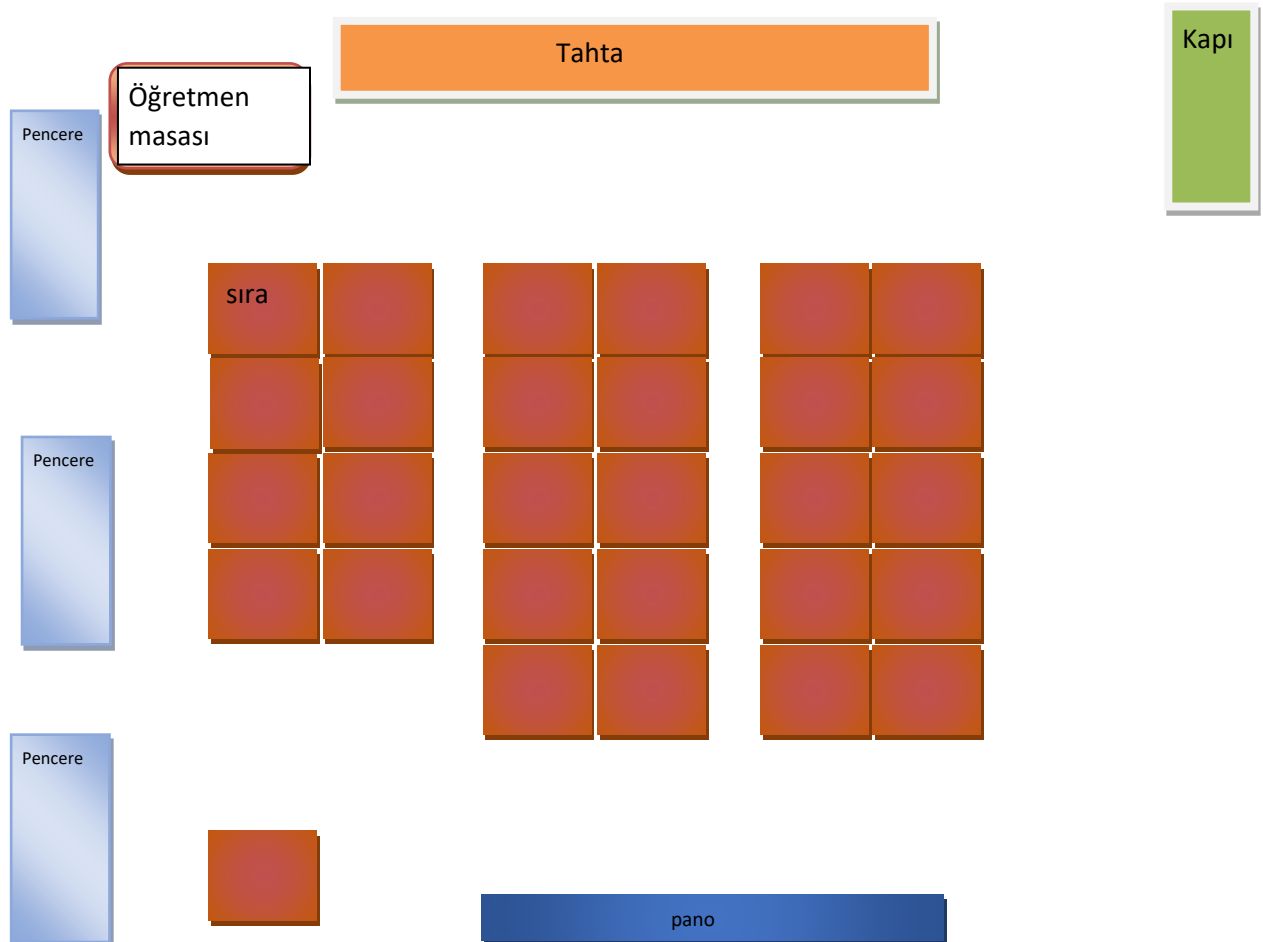 Tahta
Kapı
Öğretmen
masası
Pencere
sıra
Pencere
Pencere
pano